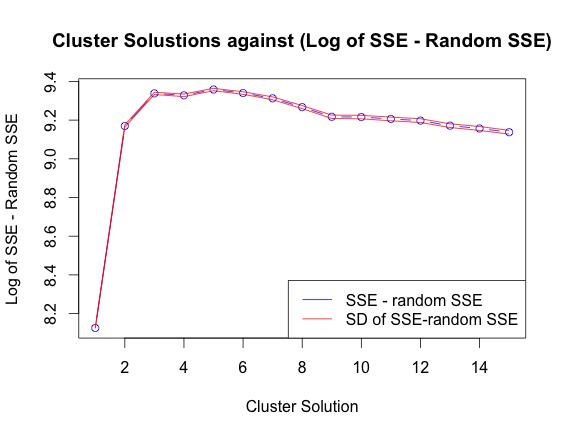 Cluster Solustions against (Log of SSE - Random SSE)
Log of SSE - Random SSE
9.4
9.2
9.0
8.8
8.6
8.4
8.2
SSE - random SSE
SD of SSE-random SSE
2 4 6 8 10 12 14
Cluster Solution